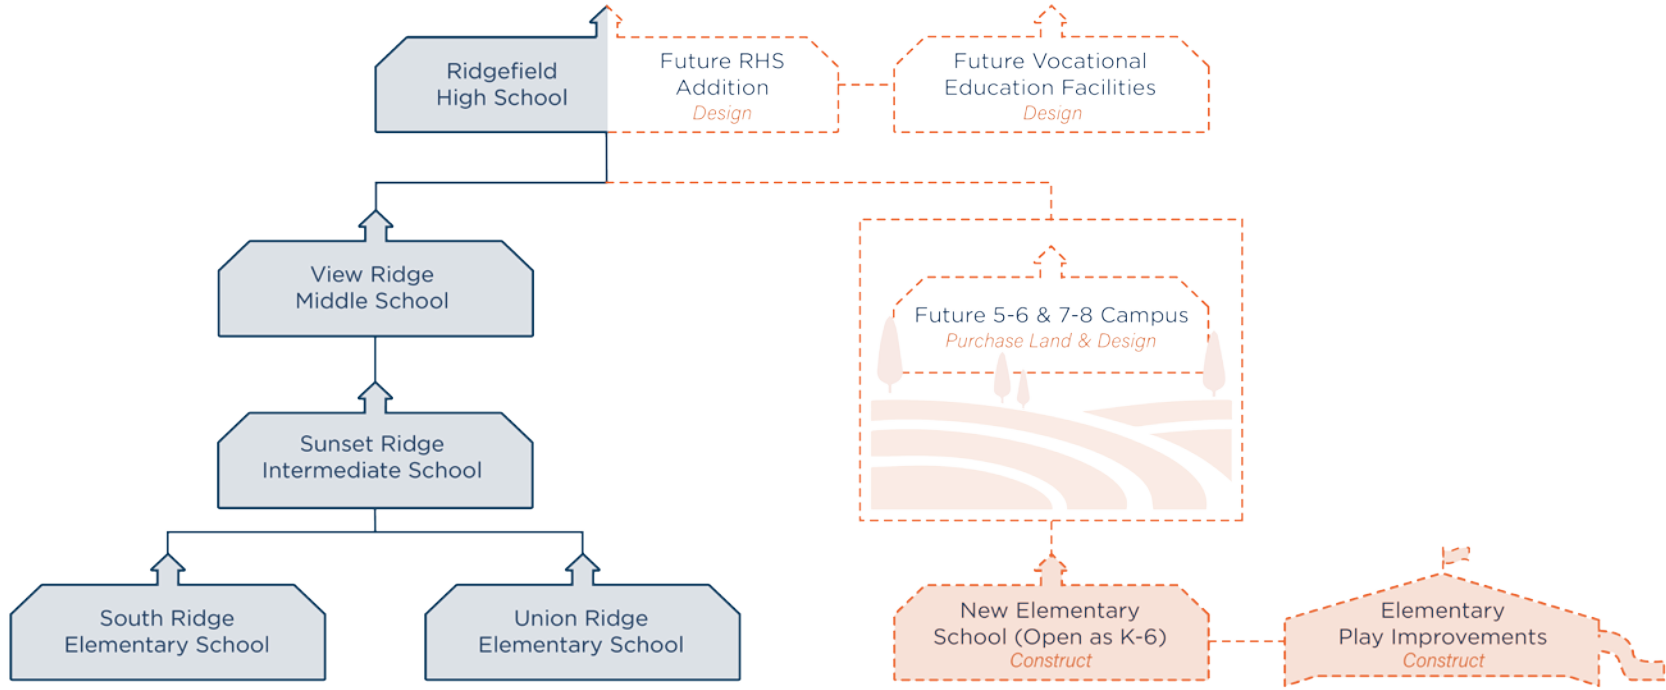 Ridgefield
High School
Future RHS
Addition
Design
Future Vocational
Education Facilities
Design
View Ridge
Middle School
Future 5-6 & 7-8 Campus
Purchase Land & Design
Sunset Ridge
Intermediate School
South Ridge
Elementary School
Union Ridge
Elementary School
New Elementary
School (Open as K-6)
Construct
Elementary
Play Improvements
Construct